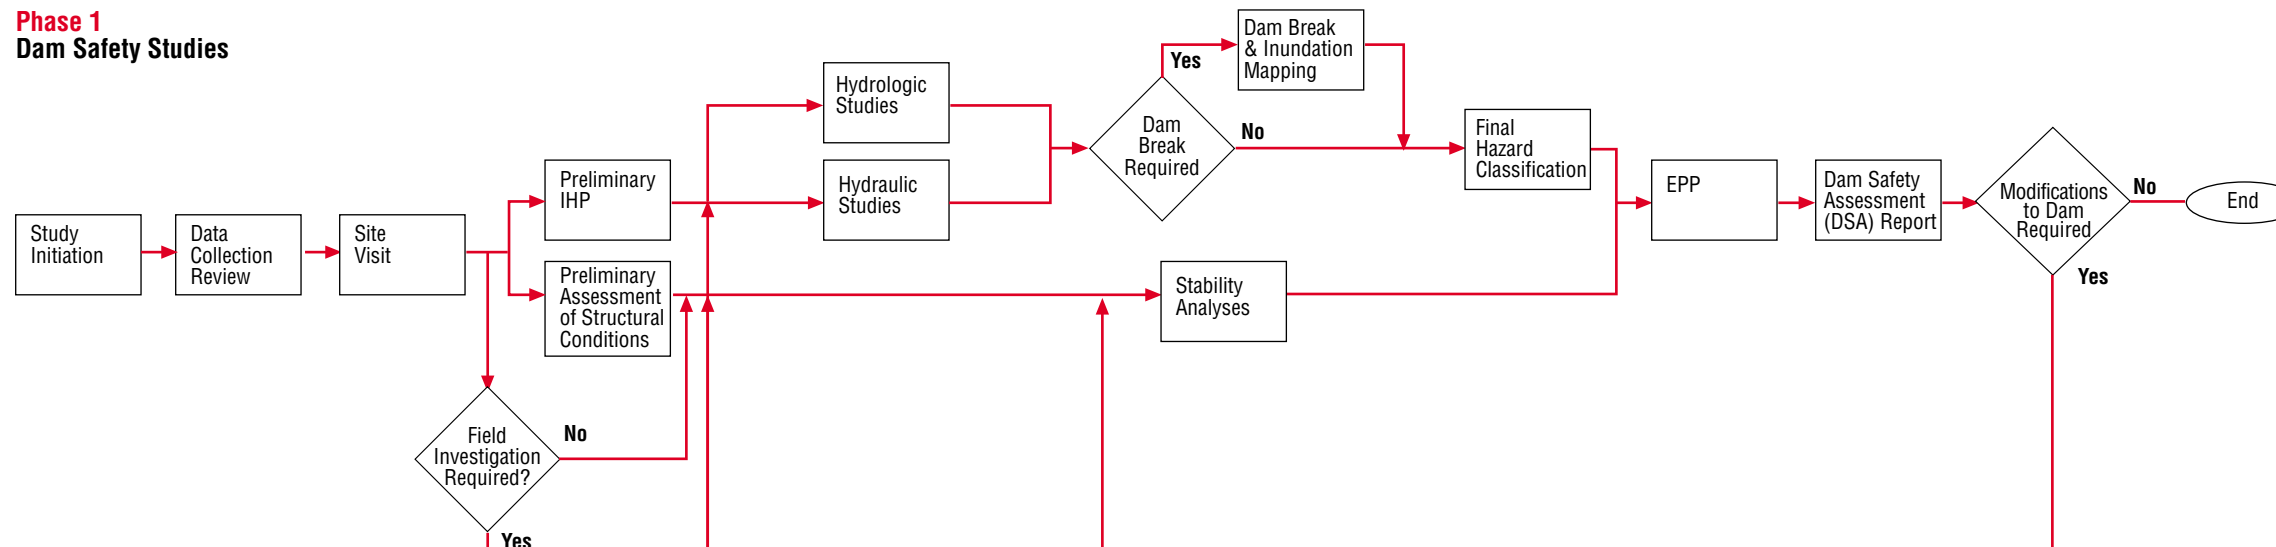 Phase 1
Dam Safety Studies
Study
Initiation
Data
Collection
Review
Site
Visit
Preliminary
IHP
Preliminary
Assessment
of Structural
Conditions
Field
Investigation
Required?
No
Yes
Hydrologic
Studies
Hydraulic
Studies
Dam
Break
Required
Yes
No
Dam Break
& Inundation
Mapping
Stability
Analyses
Final
Hazard
Classification
EPP
Dam Safety
Assessment
(DSA) Report
Modifications
to Dam
Required
No
Yes
End